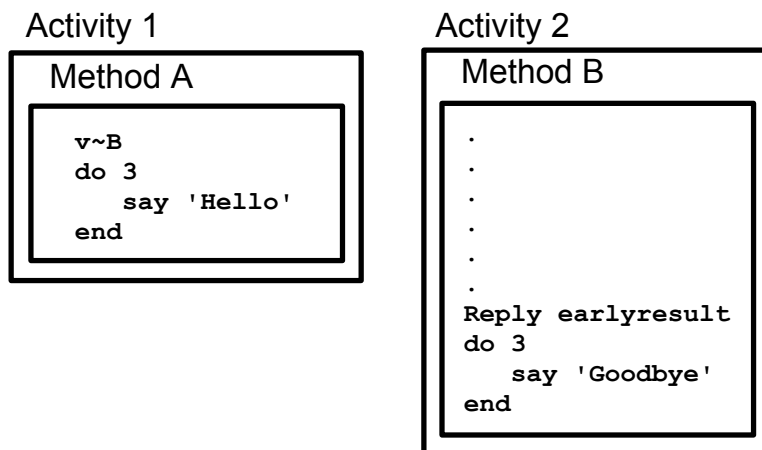 Activity 1
Method A
v~B
do 3
   say 'Hello'
end
Activity 2
Method B
.
.
.
.
.
.
Reply earlyresult
do 3
   say 'Goodbye'
end